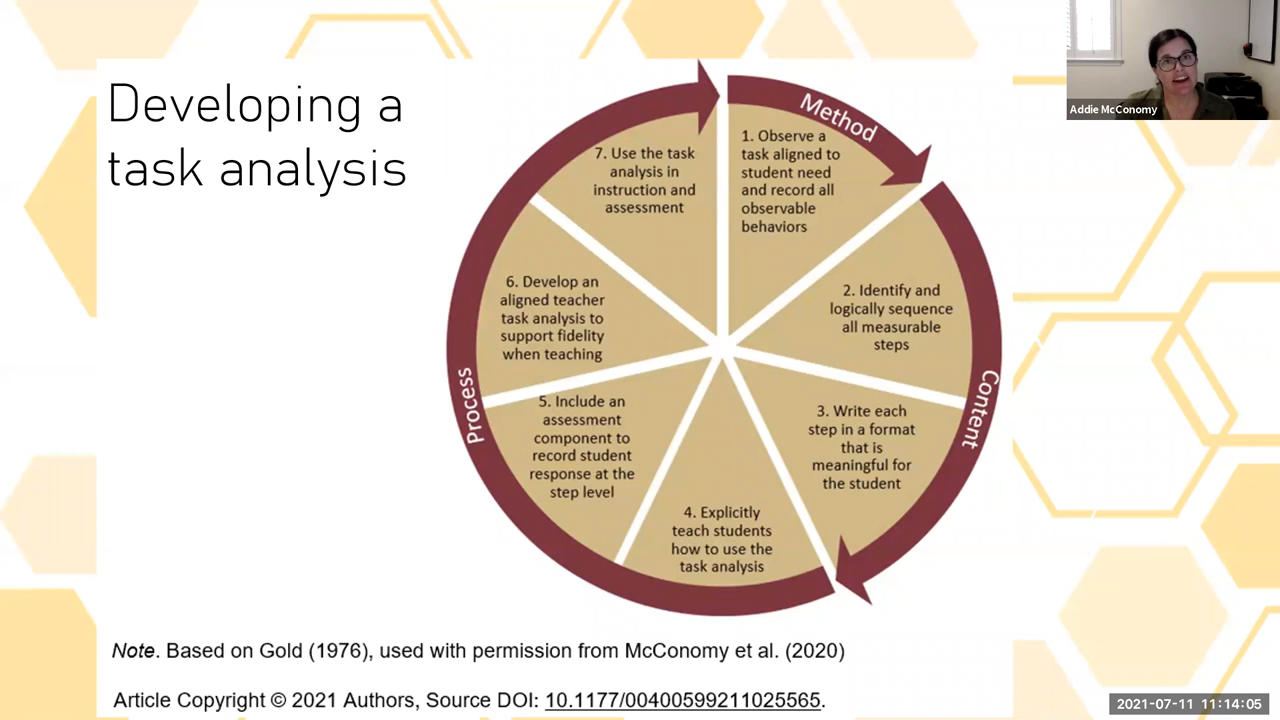 Developing a
task analysis
Addie McConomy
Method
1. Observe a
task aligned to
student need
and record all
observable
behaviors
Content
2. Identify and
logically sequence
all measurable
steps
3. Write each
step in a format
that is
meaningful for
the student
Process
4. Explicitly
teach students
how to use the
task analysis
5. Include an
assessment
component to
record student
response at the
step level
6. Develop an
aligned teacher
task analysis to
support fidelity
when teaching
7. Use the task
analysis in
instruction and
assessment
Note. Based on Gold (1976), used with permission from McConomy et al. (2020)
Article Copyright © 2021 Authors, Source DOI: 10.1177/00400599211025565.
2021-07-11 11:14:05